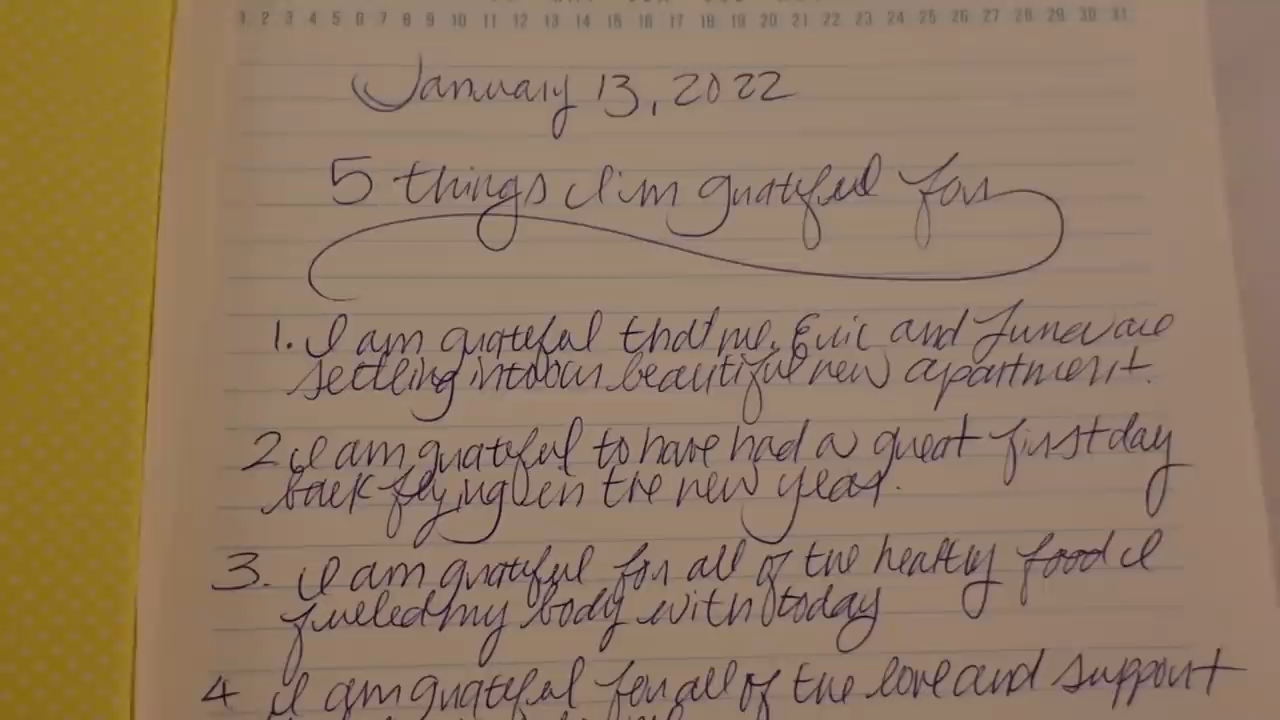 1 2 3 4 5 6 7 8 9 10 11 12 13 14 15 16 17 18 19 20 21 22 23 24 25 26 27 28 29 30 31
January 13, 2022
5 things I'm grateful for
1. I am grateful that me, Eric and are
settling into our beautiful new apartment.
2 I am grateful to have had a great first day
back flying in the new year.
3. I am grateful for all of the healthy food I
fueled my body with today
4 I am grateful for all of the love and support